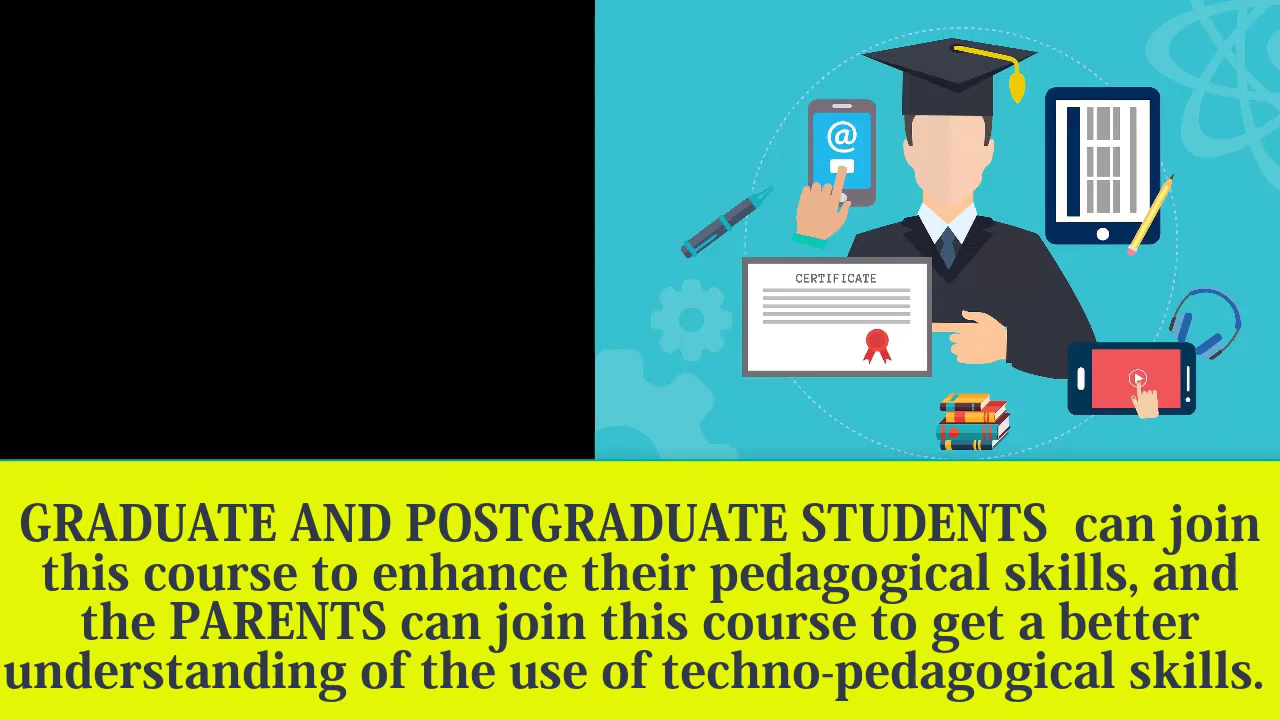 @
CERTIFICATE
GRADUATE AND POSTGRADUATE STUDENTS  can join
this course to enhance their pedagogical skills, and
the PARENTS can join this course to get a better
understanding of the use of techno-pedagogical skills.